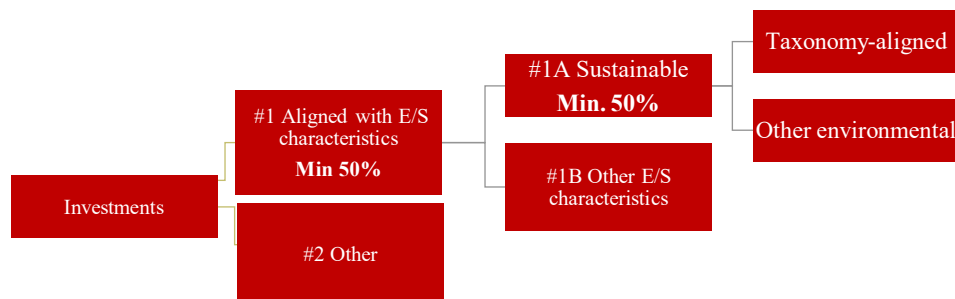 Investments
#1 Aligned with E/S
characteristics
Min 50%
#2 Other
#1A Sustainable
Min. 50%
#1B Other E/S
characteristics
Taxonomy-aligned
Other environmental